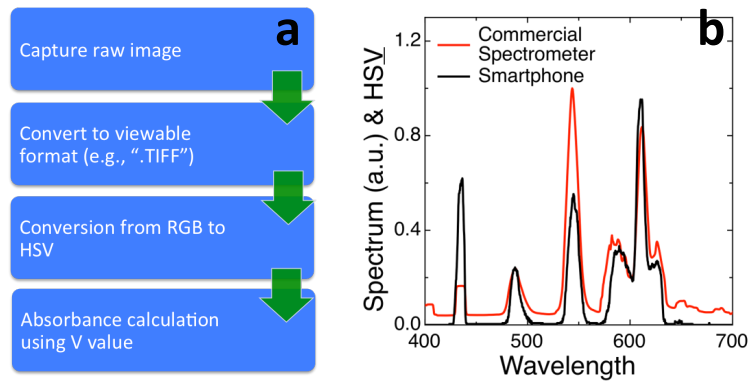 a
Capture raw image
Convert to viewable
format (e.g., “.TIFF”)
Conversion from RGB to
HSV
Absorbance calculation
using V value
b
Commercial
Spectrometer
Smartphone
Spectrum (a.u.) & HSV
1.2
0.8
0.4
0.0
400
500
600
700
Wavelength